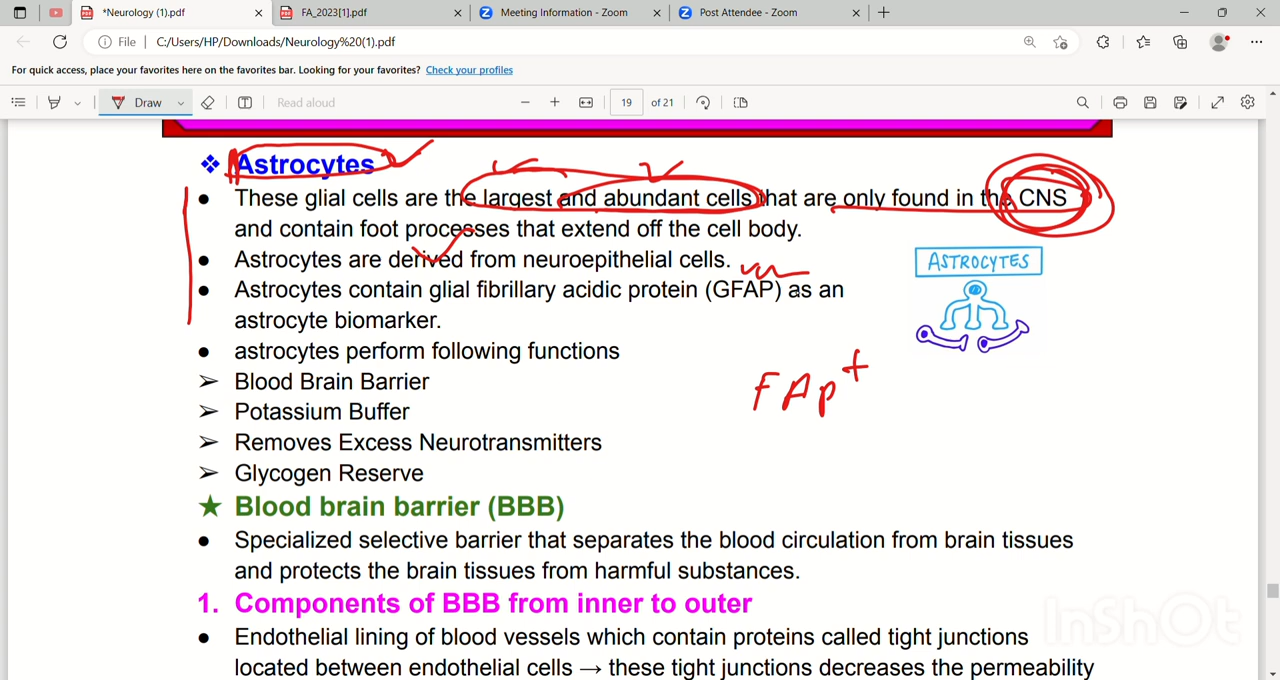 *Neurology (1).pdf
FA_2023[1].pdf
Meeting Information - Zoom
Post Attendee - Zoom
File
C:/Users/HP/Downloads/Neurology%20(1).pdf
For quick access, place your favorites here on the favorites bar. Looking for your favorites? Check your profiles
Draw
Read aloud
19 of 21
❖ Astrocytes
● These glial cells are the largest and abundant cells that are only found in the CNS
and contain foot processes that extend off the cell body.
● Astrocytes are derived from neuroepithelial cells.
● Astrocytes contain glial fibrillary acidic protein (GFAP) as an
astrocyte biomarker.
● astrocytes perform following functions
➢ Blood Brain Barrier
➢ Potassium Buffer
➢ Removes Excess Neurotransmitters
➢ Glycogen Reserve
ASTROCYTES
FAP+
★ Blood brain barrier (BBB)
● Specialized selective barrier that separates the blood circulation from brain tissues
and protects the brain tissues from harmful substances.
1. Components of BBB from inner to outer
● Endothelial lining of blood vessels which contain proteins called tight junctions
located between endothelial cells → these tight junctions decreases the permeability
InShOt